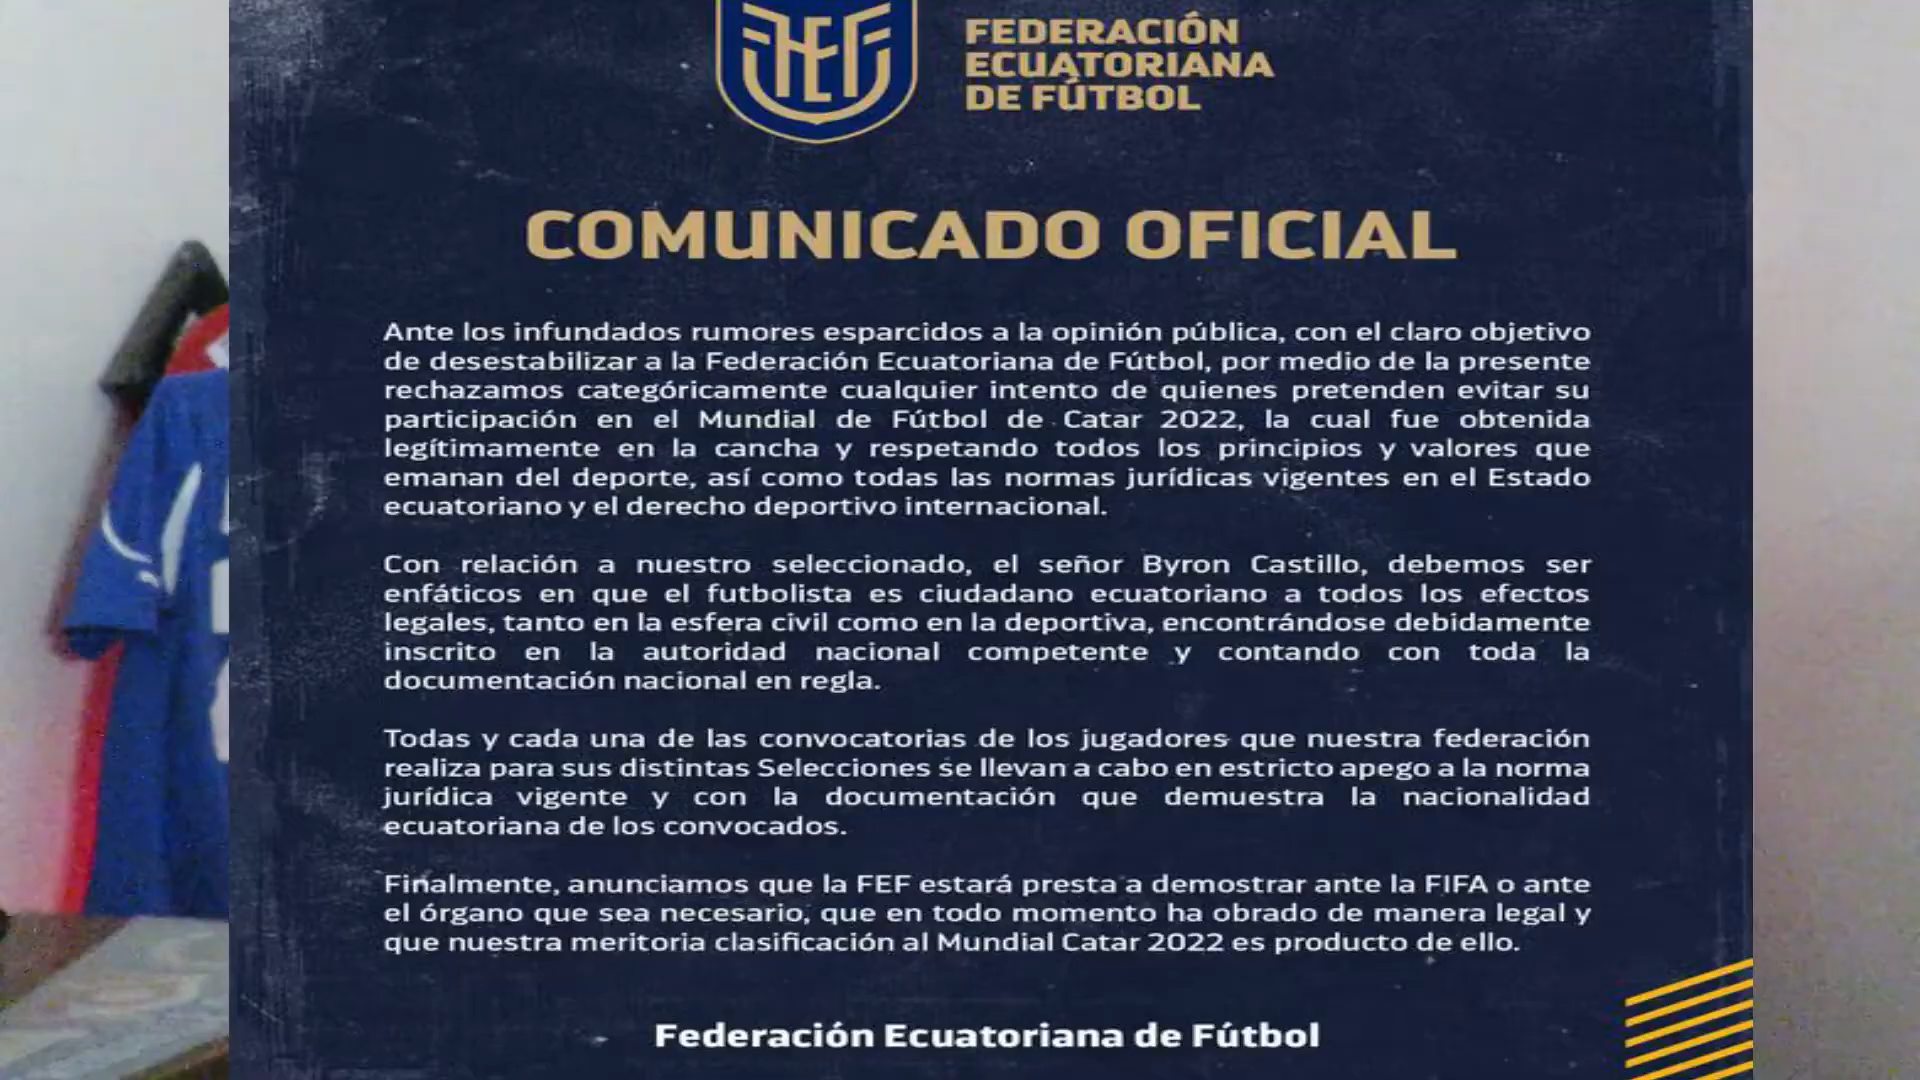 FEDERACIÓN
ECUATORIANA
DE FÚTBOL
COMUNICADO OFICIAL
Ante los infundados rumores esparcidos a la opinión pública, con el claro objetivo
de desestabilizar a la Federación Ecuatoriana de Fútbol, por medio de la presente
rechazamos categóricamente cualquier intento de quienes pretenden evitar su
participación en el Mundial de Fútbol de Catar 2022, la cual fue obtenida
legítimamente en la cancha y respetando todos los principios y valores que
emanan del deporte, así como todas las normas jurídicas vigentes en el Estado
ecuatoriano y el derecho deportivo internacional.
Con relación a nuestro seleccionado, el señor Byron Castillo, debemos ser
enfáticos en que el futbolista es ciudadano ecuatoriano a todos los efectos
legales, tanto en la esfera civil como en la deportiva, encontrándose debidamente
inscrito en la autoridad nacional competente y contando con toda la
documentación nacional en regla.
Todas y cada una de las convocatorias de los jugadores que nuestra federación
realiza para sus distintas Selecciones se llevan a cabo en estricto apego a la norma
jurídica vigente y con la documentación que demuestra la nacionalidad
ecuatoriana de los convocados.
Finalmente, anunciamos que la FEF estará presta a demostrar ante la FIFA o ante
el órgano que sea necesario, que en todo momento ha obrado de manera legal y
que nuestra meritoria clasificación al Mundial Catar 2022 es producto de ello.
Federación Ecuatoriana de Fútbol